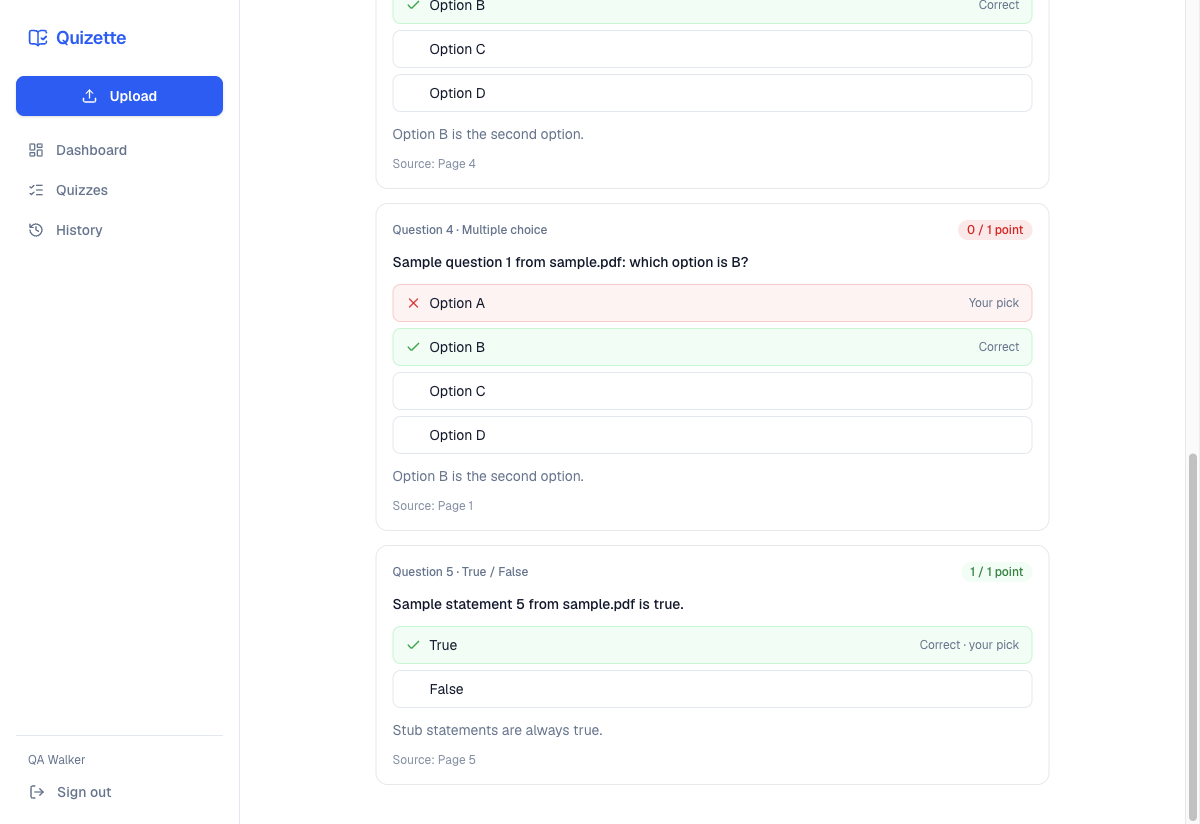 Quizette
Upload
Dashboard
Quizzes
History
QA Walker
Sign out
Option B Correct
Option C
Option D
Option B is the second option.
Source: Page 4
Question 4 · Multiple choice 0 / 1 point
Sample question 1 from sample.pdf: which option is B?
Option A Your pick
Option B Correct
Option C
Option D
Option B is the second option.
Source: Page 1
Question 5 · True / False 1 / 1 point
Sample statement 5 from sample.pdf is true.
True Correct · your pick
False
Stub statements are always true.
Source: Page 5